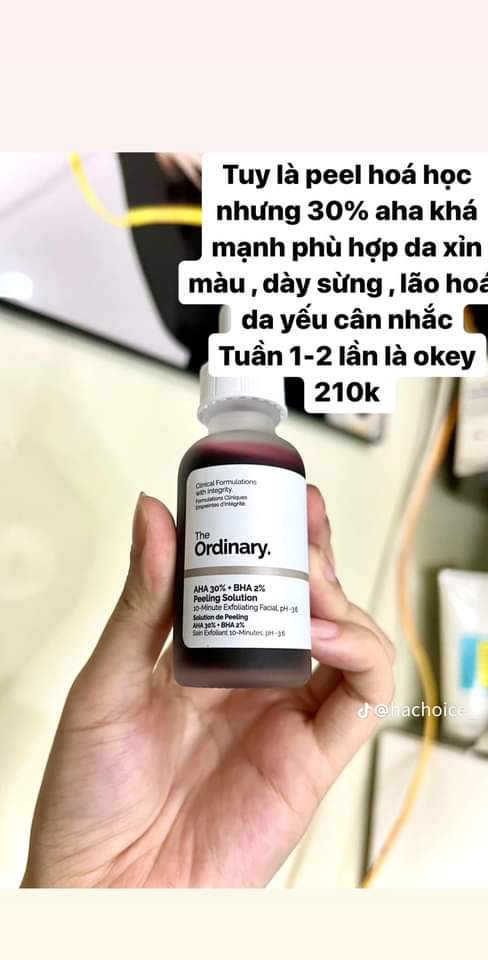 Tuy là peel hoá học
nhưng 30% aha khá
mạnh phù hợp da xỉn
màu , dày sừng , lão hoá
da yếu cân nhắc
Tuần 1-2 lần là okey
210k
Clinical Formulations
with Integrity.
Formulations Cliniques
Empreintes d'Intégrité.
The
Ordinary.
AHA 30% + BHA 2%
Peeling Solution
10-Minute Exfoliating Facial, pH ~3.6
Solution de Peeling
AHA 30% + BHA 2%
Soin Exfoliant 10-Minutes, pH ~3.6
@hachoice_